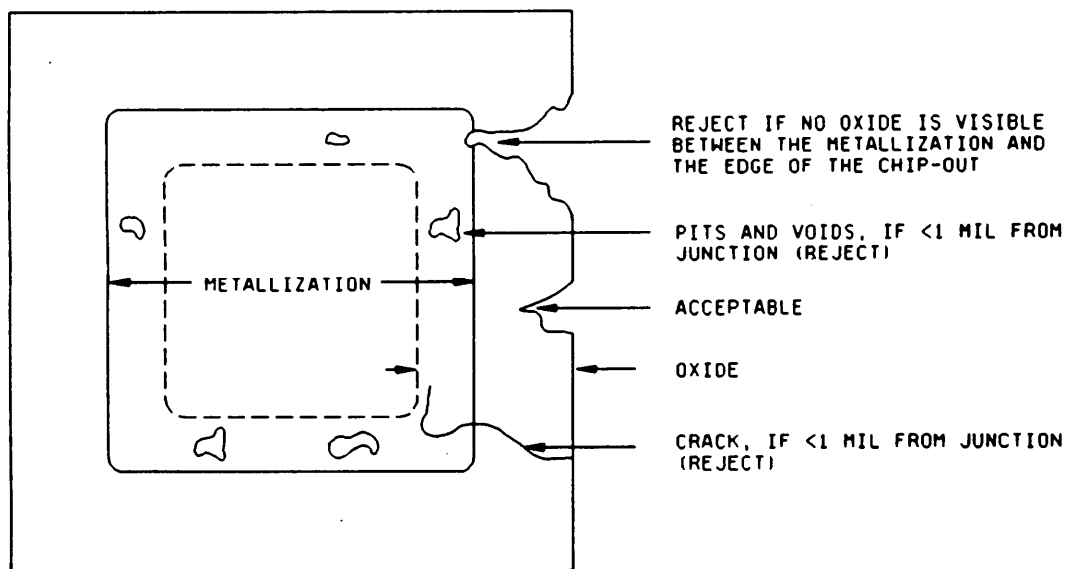 REJECT IF NO OXIDE IS VISIBLE
BETWEEN THE METALLIZATION AND
THE EDGE OF THE CHIP-OUT
PITS AND VOIDS, IF <1 MIL FROM
JUNCTION (REJECT)
METALLIZATION
ACCEPTABLE
OXIDE
CRACK, IF <1 MIL FROM JUNCTION
(REJECT)